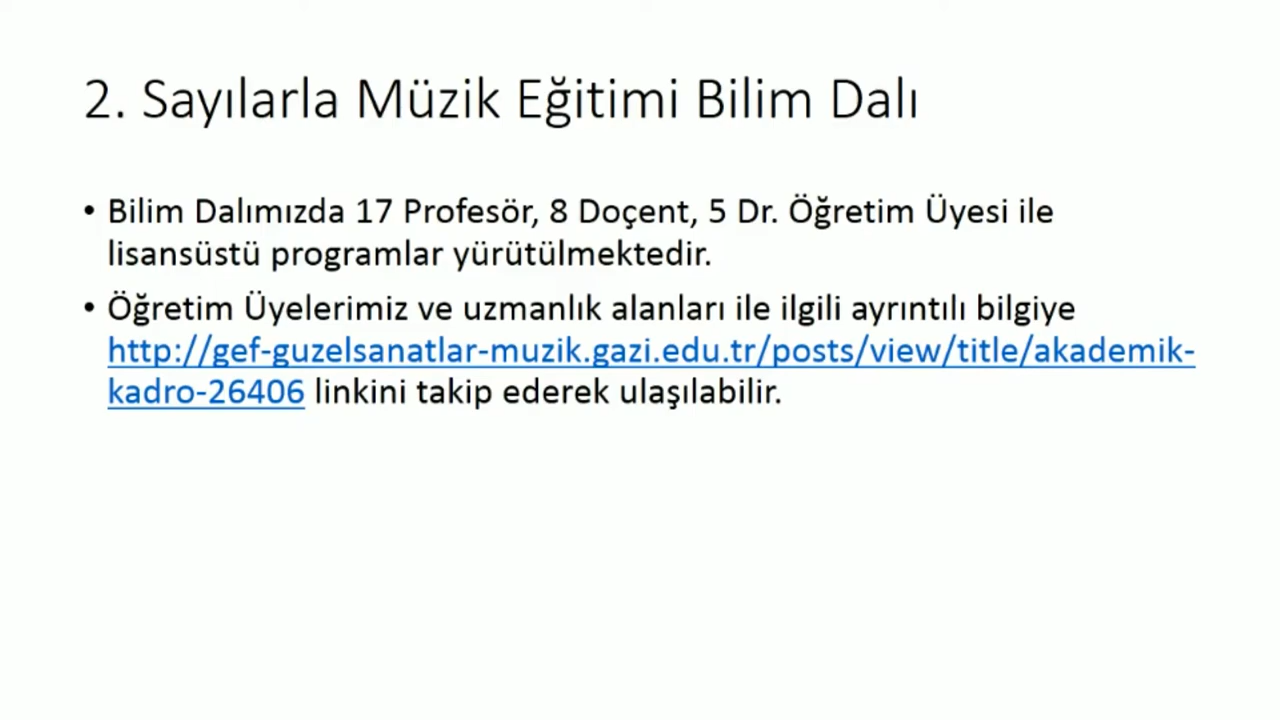 2. Sayılarla Müzik Eğitimi Bilim Dalı
• Bilim Dalımızda 17 Profesör, 8 Doçent, 5 Dr. Öğretim Üyesi ile
lisansüstü programlar yürütülmektedir.
• Öğretim Üyelerimiz ve uzmanlık alanları ile ilgili ayrıntılı bilgiye
http://gef-guzelsanatlar-muzik.gazi.edu.tr/posts/view/title/akademik-
kadro-26406 linkini takip ederek ulaşılabilir.